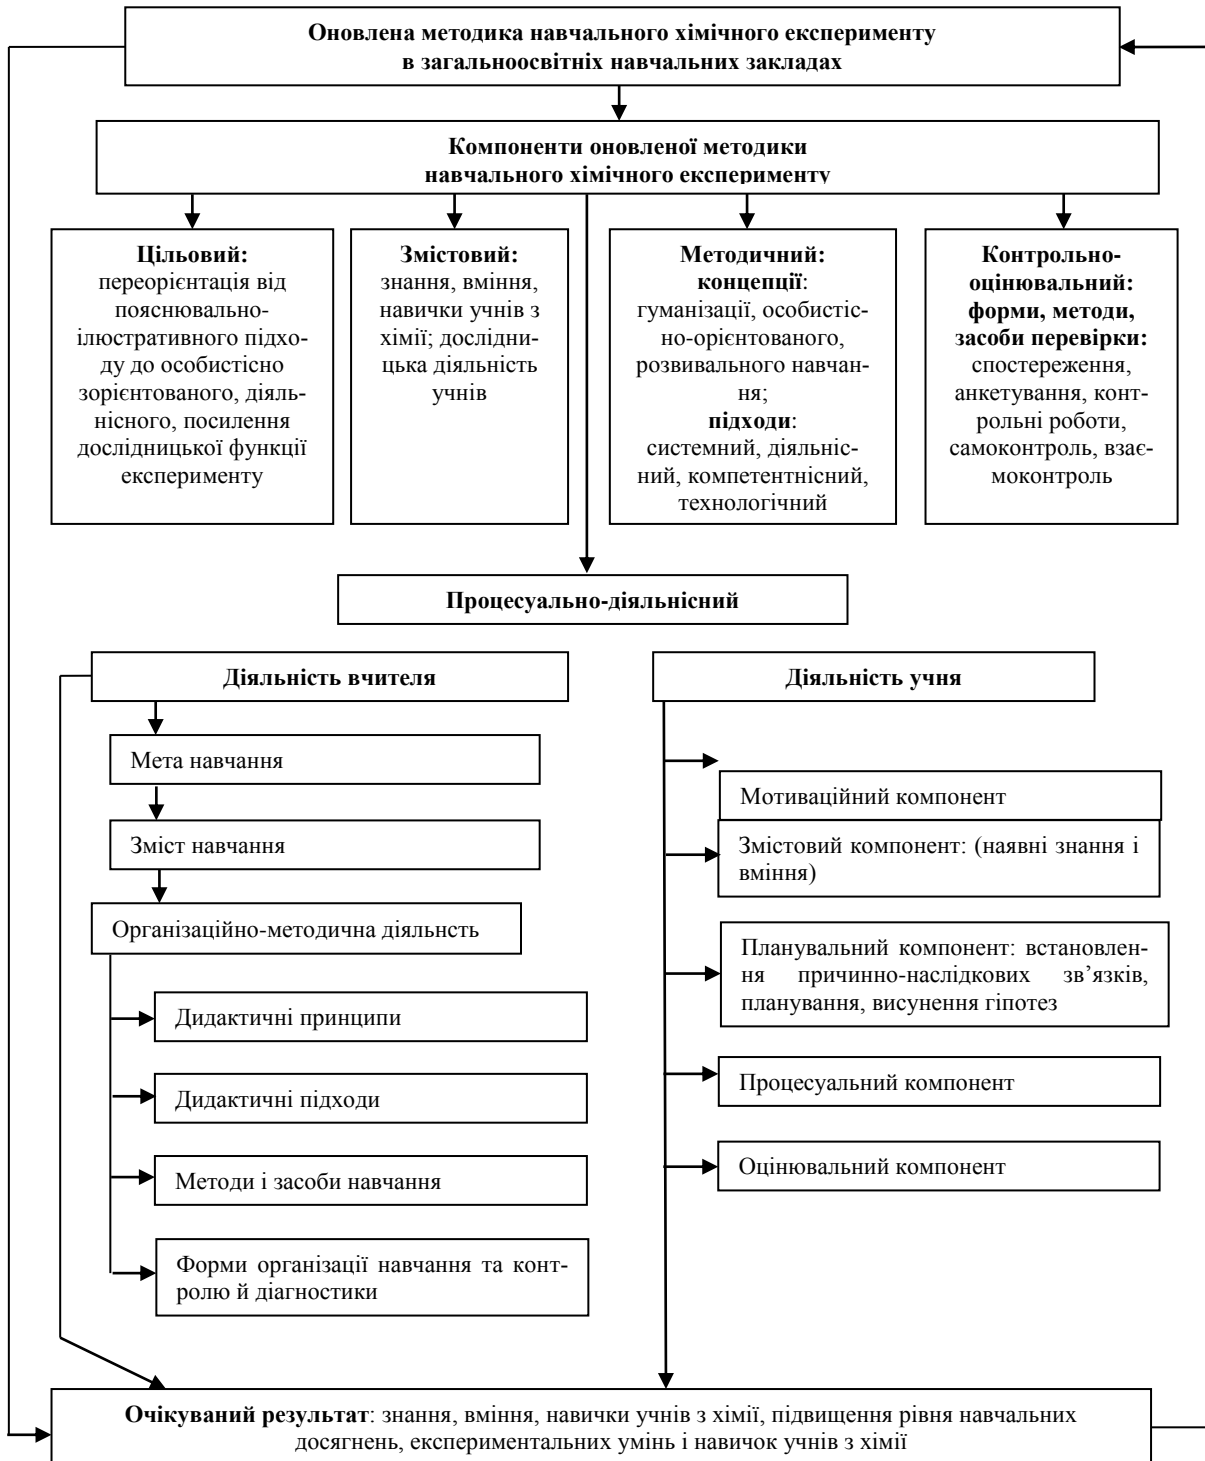 Оновлена методика навчального хімічного експерименту
в загальноосвітніх навчальних закладах
Компоненти оновленої методики
навчального хімічного експерименту
Цільовий:
переорієнтація від
пояснювально-
ілюстративного підхо-
ду до особистісно
зорієнтованого, діяль-
нісного, посилення
дослідницької функції
експерименту
Змістовий:
знання, вміння,
навички учнів з
хімії; дослідни-
цька діяльність
учнів
Методичний:
концепції:
гуманізації, особистіс-
но-орієнтованого,
розвивального навчан-
ня;
підходи:
системний, діяльніс-
ний, компетентнісний,
технологічний
Контрольно-
оцінювальний:
форми, методи,
засоби перевірки:
спостереження,
анкетування, конт-
рольні роботи,
самоконтроль, взає-
моконтроль
Процесуально-діяльнісний
Діяльність вчителя
Мета навчання
Зміст навчання
Організаційно-методична діяльнсть
Дидактичні принципи
Дидактичні підходи
Методи і засоби навчання
Форми організації навчання та конт-
ролю й діагностики
Діяльність учня
Мотиваційний компонент
Змістовий компонент: (наявні знання і
вміння)
Планувальний компонент: встановлен-
ня причинно-наслідкових зв’язків,
планування, висунення гіпотез
Процесуальний компонент
Оцінювальний компонент
Очікуваний результат: знання, вміння, навички учнів з хімії, підвищення рівня навчальних
досягнень, експериментальних умінь і навичок учнів з хімії